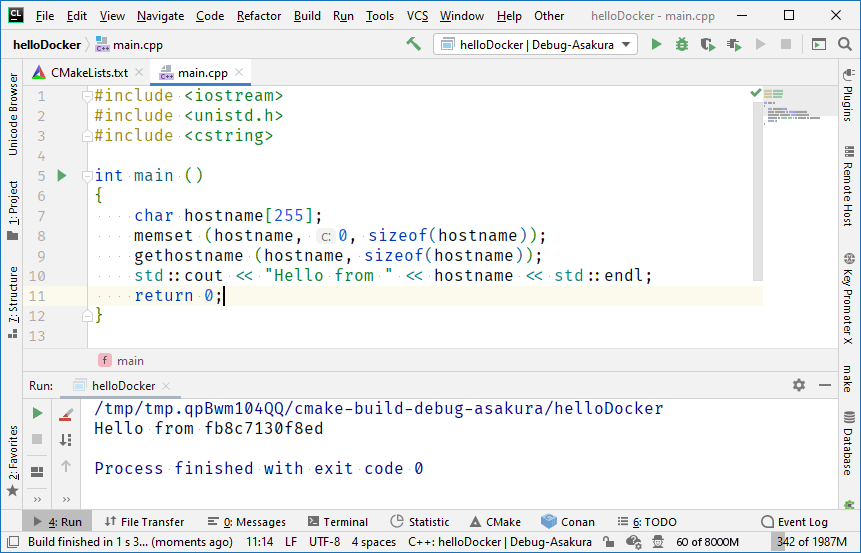 CL File Edit View Navigate Code Refactor Build Run Tools VCS Window Help Other helloDocker - main.cpp
helloDocker main.cpp helloDocker | Debug-Asakura
CMakeLists.txt main.cpp
Unicode Browser
1: Project
7: Structure
2: Favorites
1 #include <iostream>
2 #include <unistd.h>
3 #include <cstring>
4
5 int main ()
6 {
7 char hostname[255];
8 memset (hostname, c: 0, sizeof(hostname));
9 gethostname (hostname, sizeof(hostname));
10 std::cout << "Hello from " << hostname << std::endl;
11 return 0;
12 }
13
f main
Plugins
Remote Host
Key Promoter X
make
Database
Run: helloDocker
/tmp/tmp.qpBwm104QQ/cmake-build-debug-asakura/helloDocker
Hello from fb8c7130f8ed
Process finished with exit code 0
4: Run File Transfer 0: Messages Terminal Statistic CMake Conan 6: TODO Event Log
Build finished in 1 s 3... (moments ago) 11:14 LF UTF-8 4 spaces C++: helloDocker | Debug-Asakura 60 of 8000M 342 of 1987M